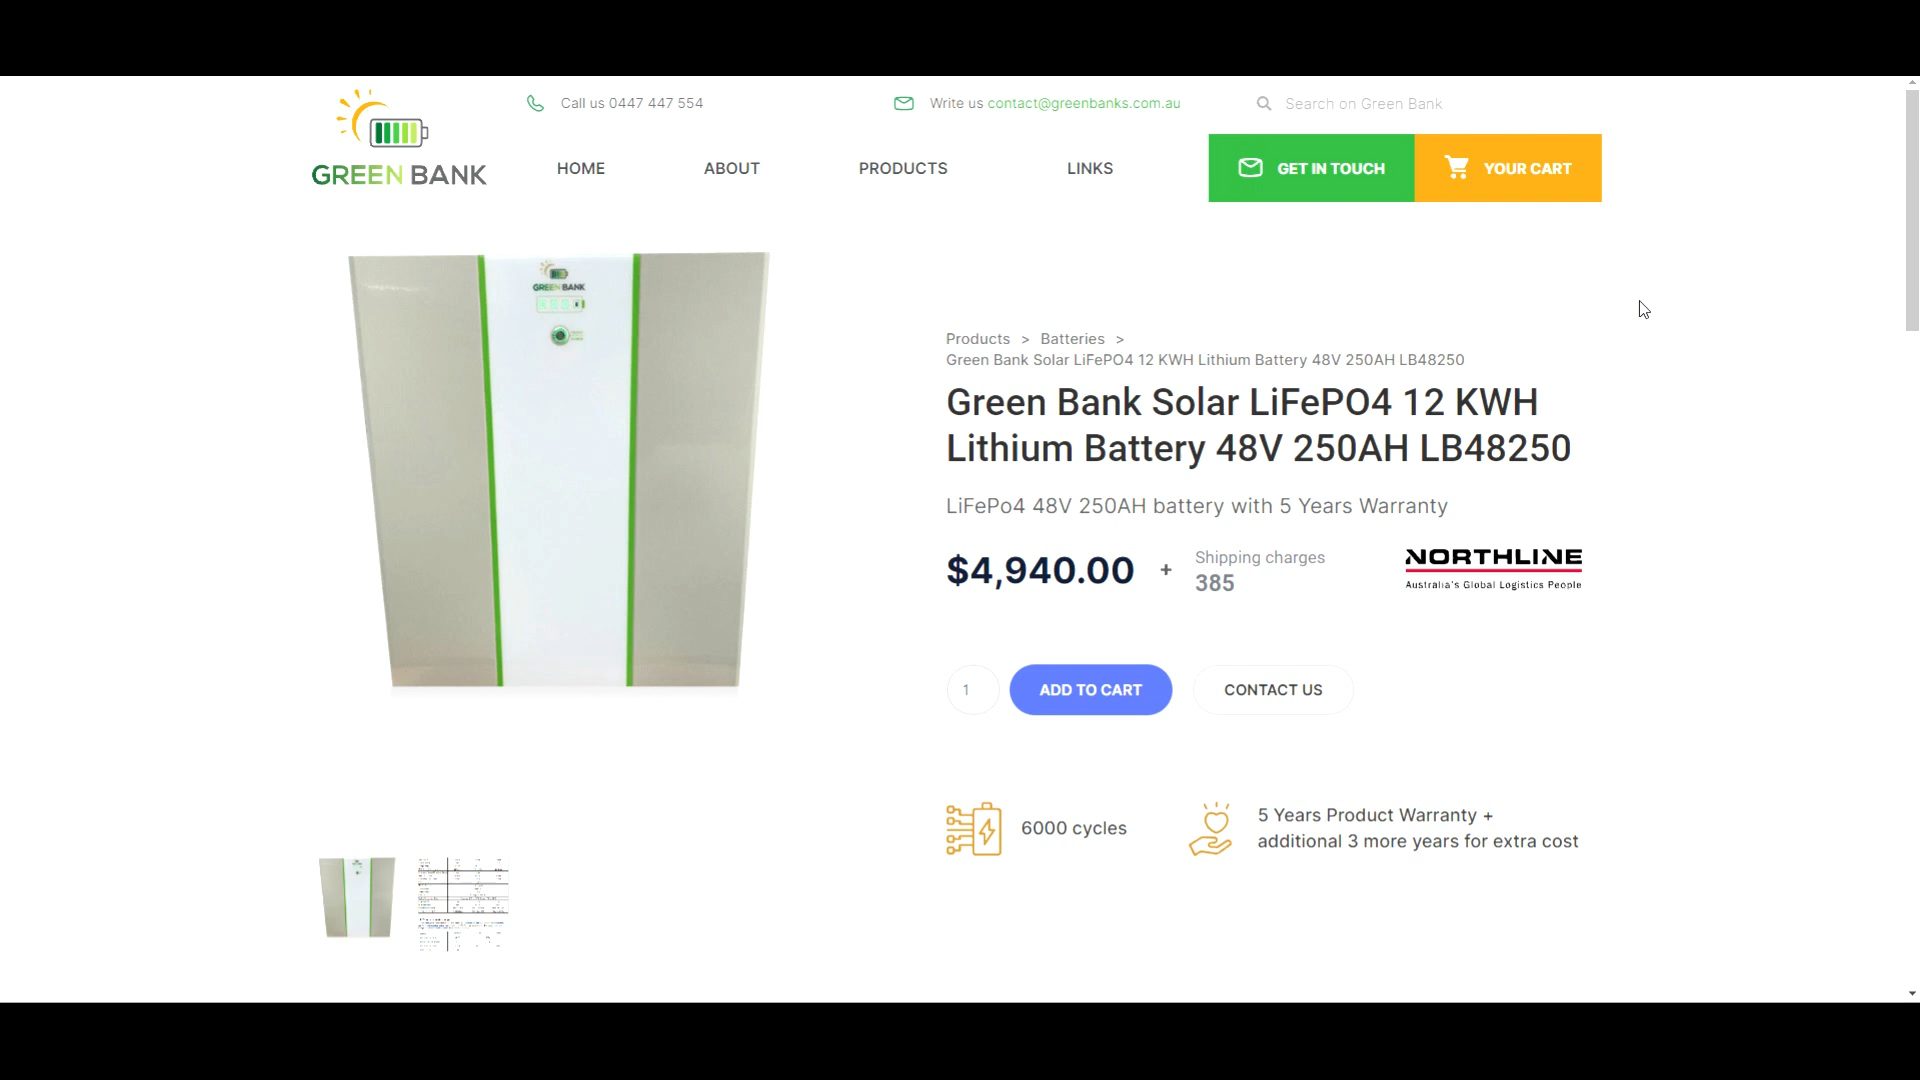 Call us 0447 447 554
Write us contact@greenbanks.com.au
Search on Green Bank
GREEN BANK
HOME
ABOUT
PRODUCTS
LINKS
GET IN TOUCH
YOUR CART
GREEN BANK
Products > Batteries >
Green Bank Solar LiFePO4 12 KWH Lithium Battery 48V 250AH LB48250
Green Bank Solar LiFePO4 12 KWH
Lithium Battery 48V 250AH LB48250
LiFePo4 48V 250AH battery with 5 Years Warranty
$4,940.00 +
Shipping charges
385
NORTHLINE
Australia's Global Logistics People
1
ADD TO CART
CONTACT US
6000 cycles
5 Years Product Warranty +
additional 3 more years for extra cost